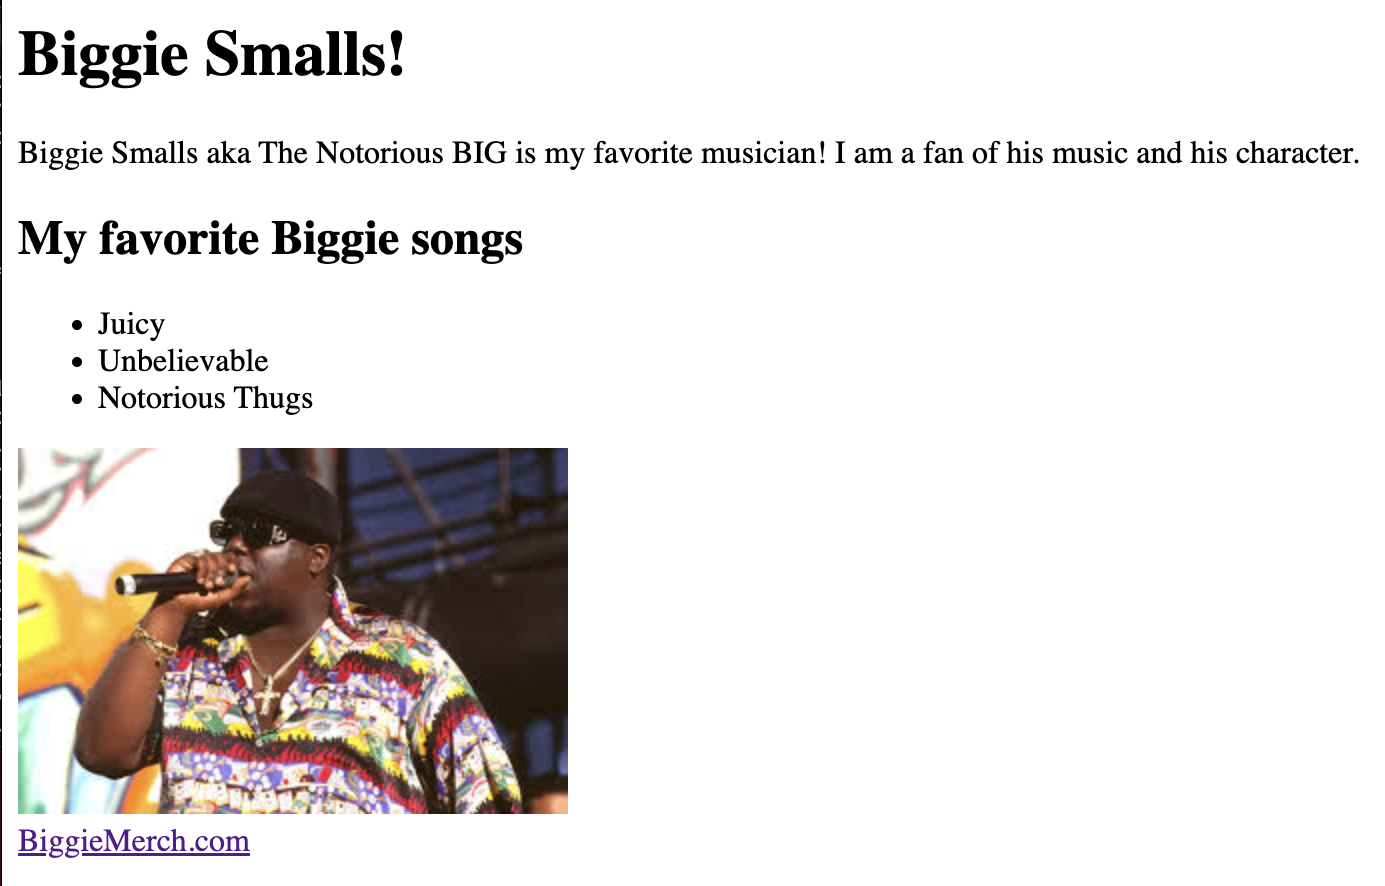 Biggie Smalls!
Biggie Smalls aka The Notorious BIG is my favorite musician! I am a fan of his music and his character.
My favorite Biggie songs
• Juicy
• Unbelievable
• Notorious Thugs
BiggieMerch.com